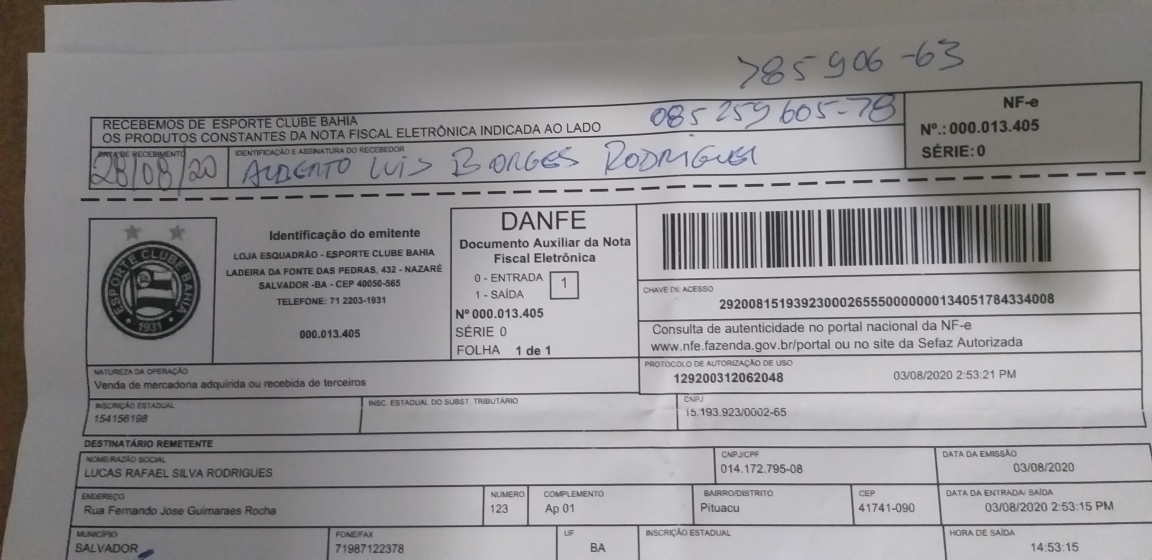 785906-63
RECEBEMOS DE ESPORTE CLUBE BAHIA
OS PRODUTOS CONSTANTES DA NOTA FISCAL ELETRÔNICA INDICADA AO LADO
085 259 605-78
NF-e
Nº.: 000.013.405
SÉRIE: 0
DATA DE RECEBIMENTO
28/08/20
IDENTIFICAÇÃO E ASSINATURA DO RECEBEDOR
ALBERTO LUIS BORGES RODRIGUES
ESPORTE CLUBE BAHIA
1931
Identificação do emitente
LOJA ESQUADRÃO - ESPORTE CLUBE BAHIA
LADEIRA DA FONTE DAS PEDRAS, 432 - NAZARÉ
SALVADOR -BA - CEP 40050-565
TELEFONE: 71 2203-1931
000.013.405
DANFE
Documento Auxiliar da Nota
Fiscal Eletrônica
0 - ENTRADA
1 - SAÍDA
1
Nº 000.013.405
SÉRIE 0
FOLHA 1 de 1
CHAVE DE ACESSO
29200815193923000265550000000134051784334008
Consulta de autenticidade no portal nacional da NF-e
www.nfe.fazenda.gov.br/portal ou no site da Sefaz Autorizada
NATUREZA DA OPERAÇÃO
Venda de mercadoria adquirida ou recebida de terceiros
PROTOCOLO DE AUTORIZAÇÃO DE USO
129200312062048 03/08/2020 2:53:21 PM
INSCRIÇÃO ESTADUAL
154156198
INSC. ESTADUAL DO SUBST. TRIBUTÁRIO
CNPJ
15.193.923/0002-65
DESTINATÁRIO REMETENTE
NOME/RAZÃO SOCIAL
LUCAS RAFAEL SILVA RODRIGUES
CNPJ/CPF
014.172.795-08
DATA DA EMISSÃO
03/08/2020
ENDEREÇO
Rua Fernando Jose Guimaraes Rocha
NUMERO
123
COMPLEMENTO
Ap 01
BAIRRO/DISTRITO
Pituacu
CEP
41741-090
DATA DA ENTRADA/ SAÍDA
03/08/2020 2:53:15 PM
MUNICÍPIO
SALVADOR
FONE/FAX
71987122378
UF
BA
INSCRIÇÃO ESTADUAL
HORA DE SAÍDA
14:53:15